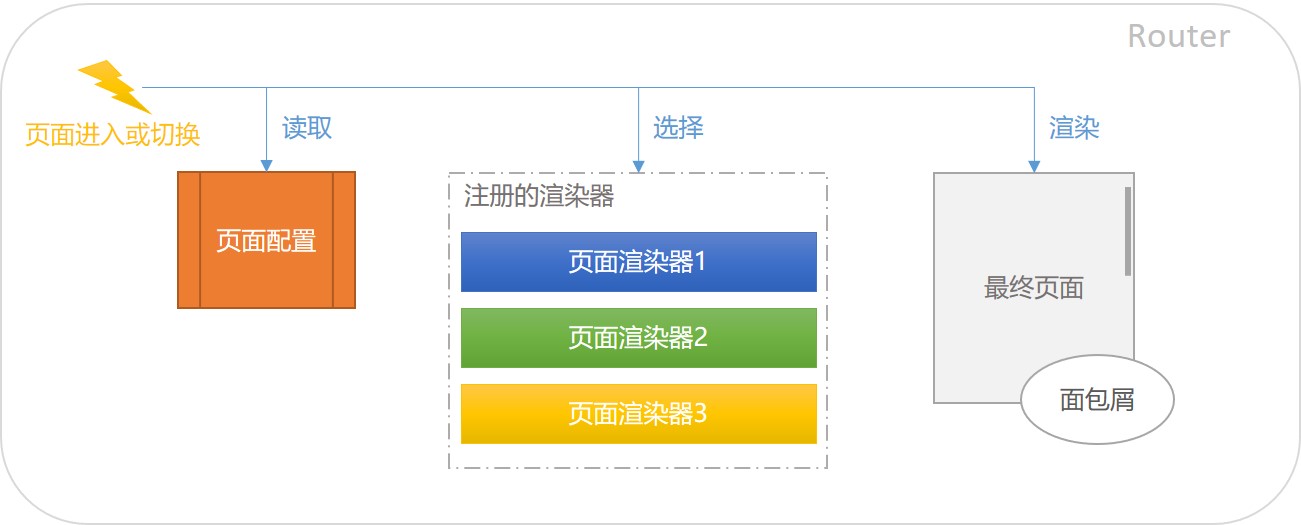 Router
页面进入或切换
读取
选择
渲染
页面配置
注册的渲染器
页面渲染器1
页面渲染器2
页面渲染器3
最终页面
面包屑